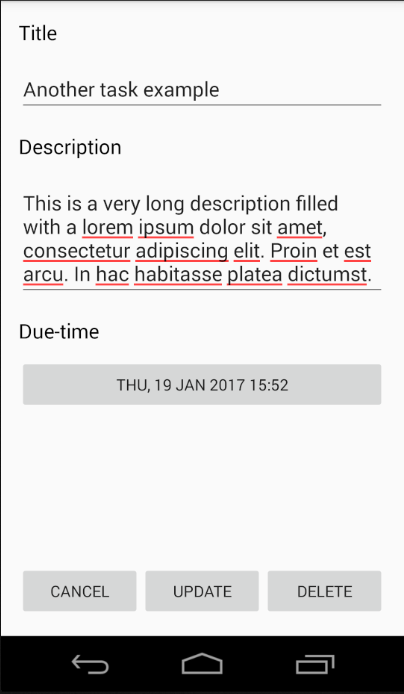 Title
Another task example
Description
This is a very long description filled
with a lorem ipsum dolor sit amet,
consectetur adipiscing elit. Proin et est
arcu. In hac habitasse platea dictumst.
Due-time
THU, 19 JAN 2017 15:52
CANCEL UPDATE DELETE